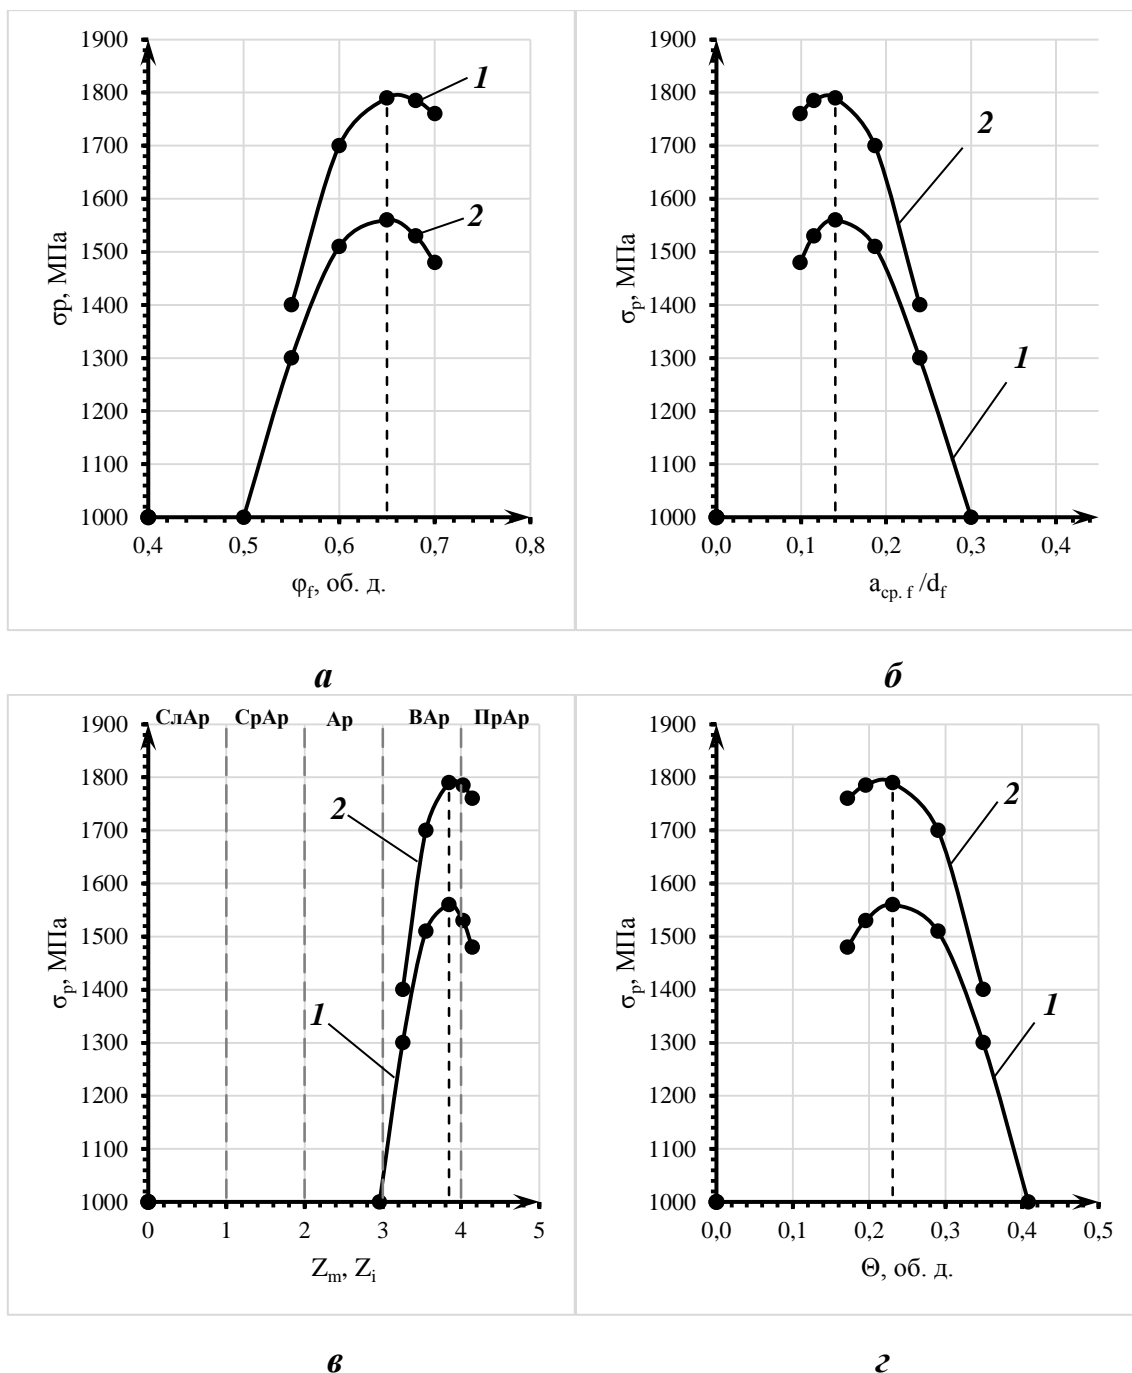 1900
1800
1700
1600
1500
1400
1300
1200
1100
1000
σp, МПа
1
2
0,4 0,5 0,6 0,7 0,8
φf, об. д.
а
1900
1800
1700
1600
1500
1400
1300
1200
1100
1000
σр, МПа
2
1
0,0 0,1 0,2 0,3 0,4
aср. f /df
б
СлАр СрАр Ар ВАр ПрАр
1900
1800
1700
1600
1500
1400
1300
1200
1100
1000
σр, МПа
2
1
0 1 2 3 4 5
Zm, Zi
в
1900
1800
1700
1600
1500
1400
1300
1200
1100
1000
σр, МПа
2
1
0,0 0,1 0,2 0,3 0,4 0,5
Θ, об. д.
г